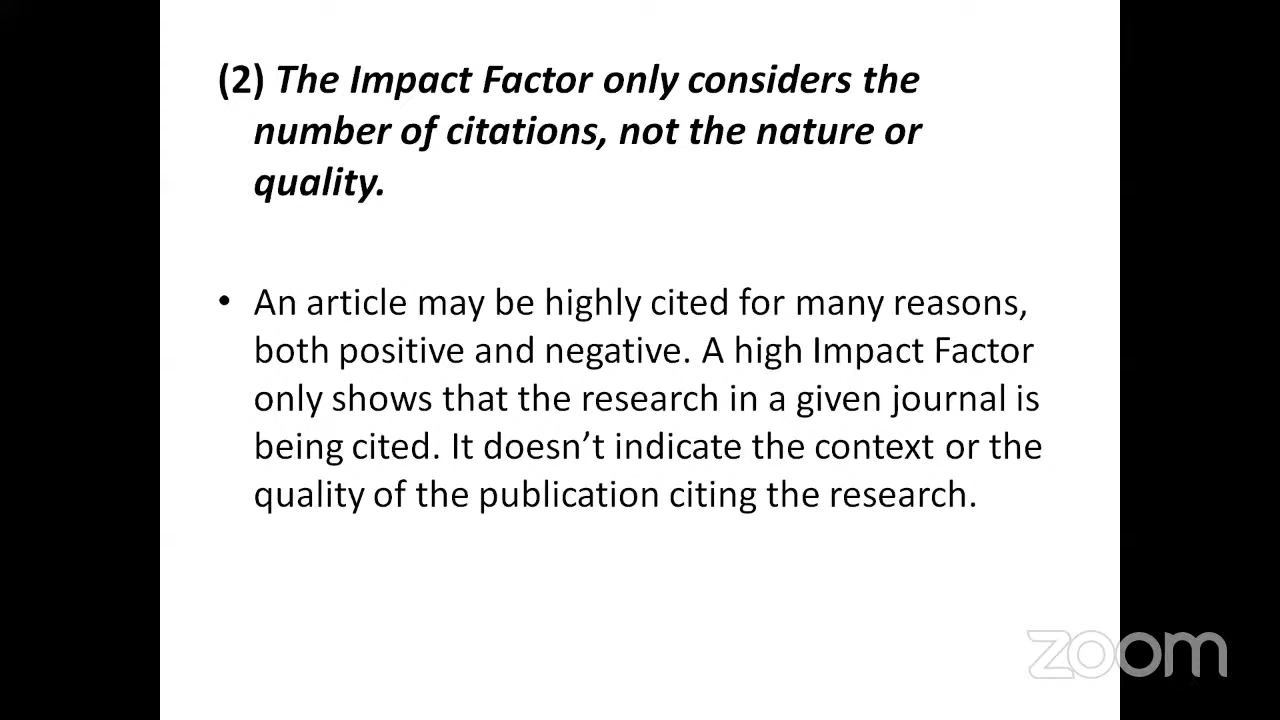 (2) The Impact Factor only considers the
number of citations, not the nature or
quality.
• An article may be highly cited for many reasons,
both positive and negative. A high Impact Factor
only shows that the research in a given journal is
being cited. It doesn’t indicate the context or the
quality of the publication citing the research.
zoom